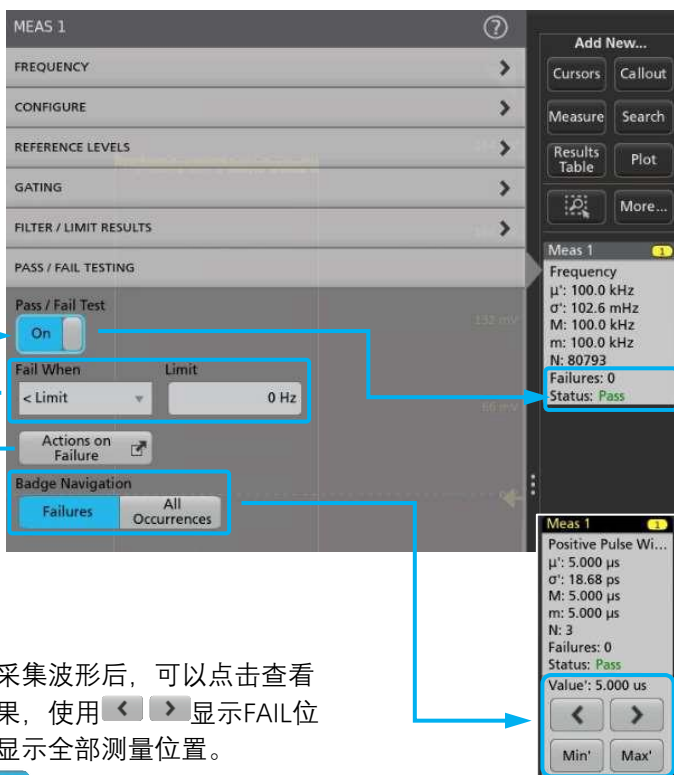 MEAS 1
FREQUENCY
CONFIGURE
REFERENCE LEVELS
GATING
FILTER / LIMIT RESULTS
PASS / FAIL TESTING
Pass / Fail Test
On
132 mV
Fail When
Limit
< Limit
0 Hz
66 mV
Actions on
Failure
Badge Navigation
Failures
All
Occurrences
Add New...
Cursors
Callout
Measure
Search
Results
Table
Plot
More...
Meas 1
1
Frequency
μ': 100.0 kHz
σ': 102.6 mHz
M: 100.0 kHz
m: 100.0 kHz
N: 80793
Failures: 0
Status: Pass
Meas 1
1
Positive Pulse Wi...
μ': 5.000 μs
σ': 18.68 ps
M: 5.000 μs
m: 5.000 μs
N: 3
Failures: 0
Status: Pass
Value': 5.000 us
Min'
Max'
采集波形后，可以点击查看
果，使用 < > 显示FAIL位
显示全部测量位置。